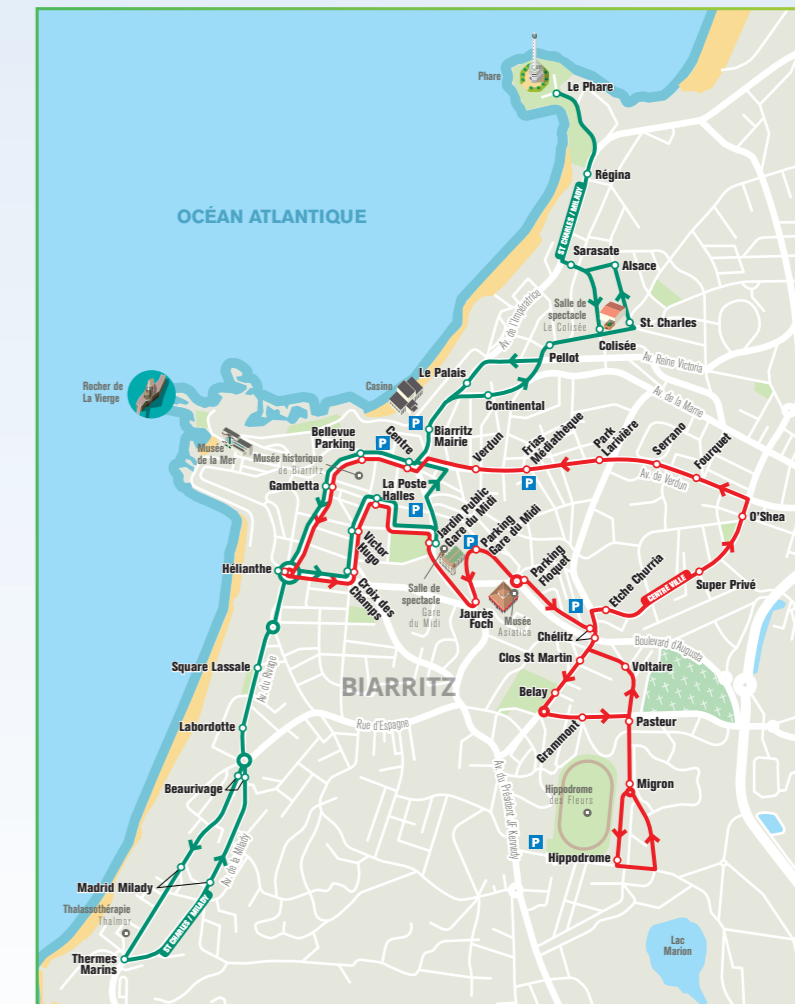 Phare
Le Phare
Régina
OCÉAN ATLANTIQUE
ST CHARLES / MILADY
Sarasate
Alsace
Salle de
spectacle
Le Colisée
St. Charles
Colisée
Av. de l'Impératrice
Pellot
Av. Reine Victoria
Le Palais
Casino
Continental
Av. de la Marne
Rocher de
La Vierge
P
Biarritz
Mairie
Bellevue
Parking
P
Centre
Verdun
Frias
Médiathèque
Park
Larivière
Serrano
Fourquet
Musée
de la Mer
Musée historique
de Biarritz
Av. de Verdun
P
Gambetta
La Poste
Halles
P
O'Shea
Jardin Public
Gare du Midi
P
Parking
Gare du Midi
Victor
Hugo
Hélianthe
Croix des
Champs
Salle de
spectacle
Gare
du Midi
Parking
Floquet
Etche Churria
CENTRE VILLE
Super Privé
P
Jaurès
Foch
Musée
Asiatica
Chélitz
Boulevard d'Augusta
Clos St Martin
Voltaire
Square Lassale
Av. du Rivage
BIARRITZ
Belay
Labordotte
Rue d'Espagne
Grammont
Pasteur
Beaurivage
Av. du Président JF Kennedy
Migron
Hippodrome
des Fleurs
P
Hippodrome
Av. de la Milady
Madrid Milady
Thalassothérapie
Thalmar
ST CHARLES / MILADY
Thermes
Marins
Lac
Marion